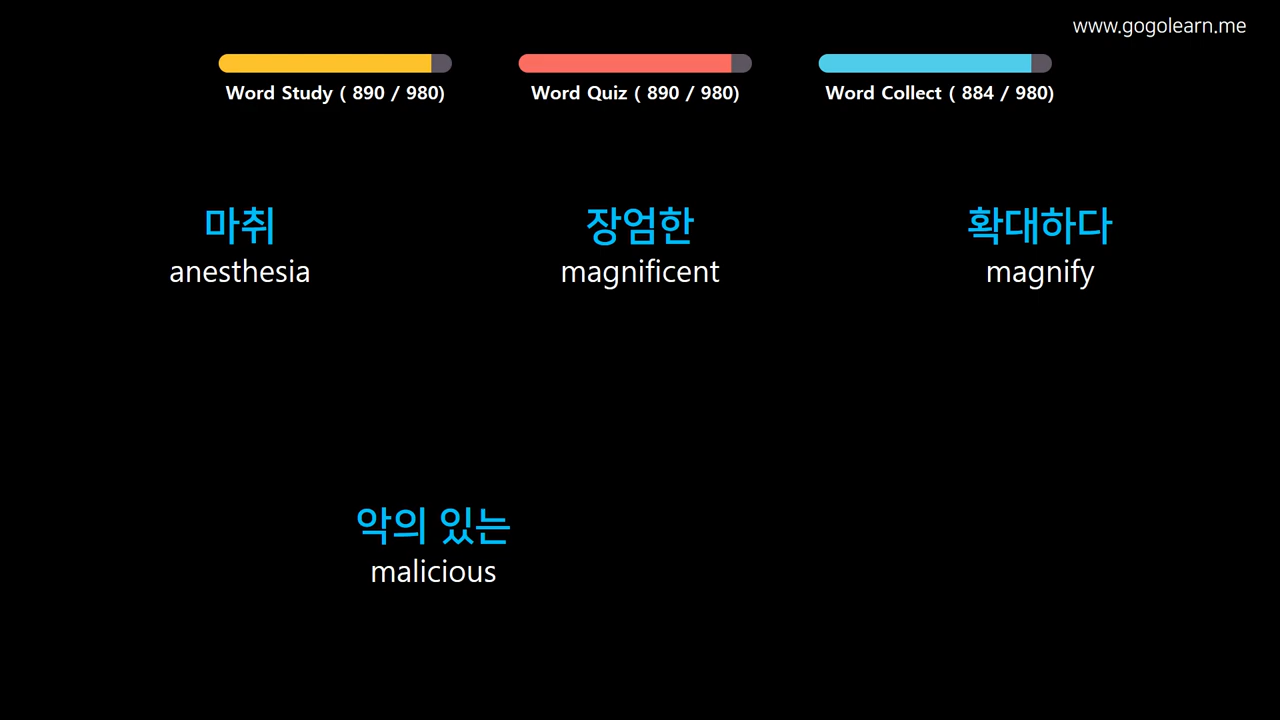 www.gogolearn.me
Word Study ( 890 / 980)
Word Quiz ( 890 / 980)
Word Collect ( 884 / 980)
마취
anesthesia
장엄한
magnificent
확대하다
magnify
악의 있는
malicious